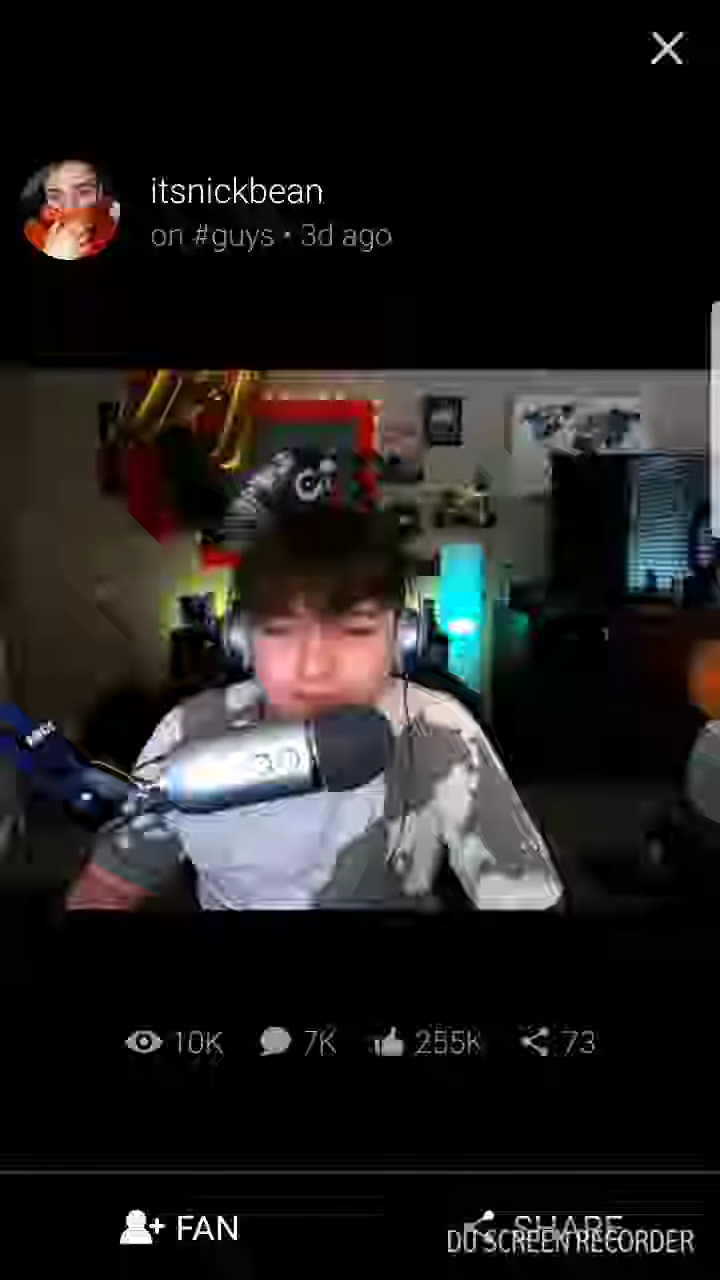 itsnickbean
on #guys • 3d ago
10K 7K 255K 73
FAN SHARE
DU SCREEN RECORDER